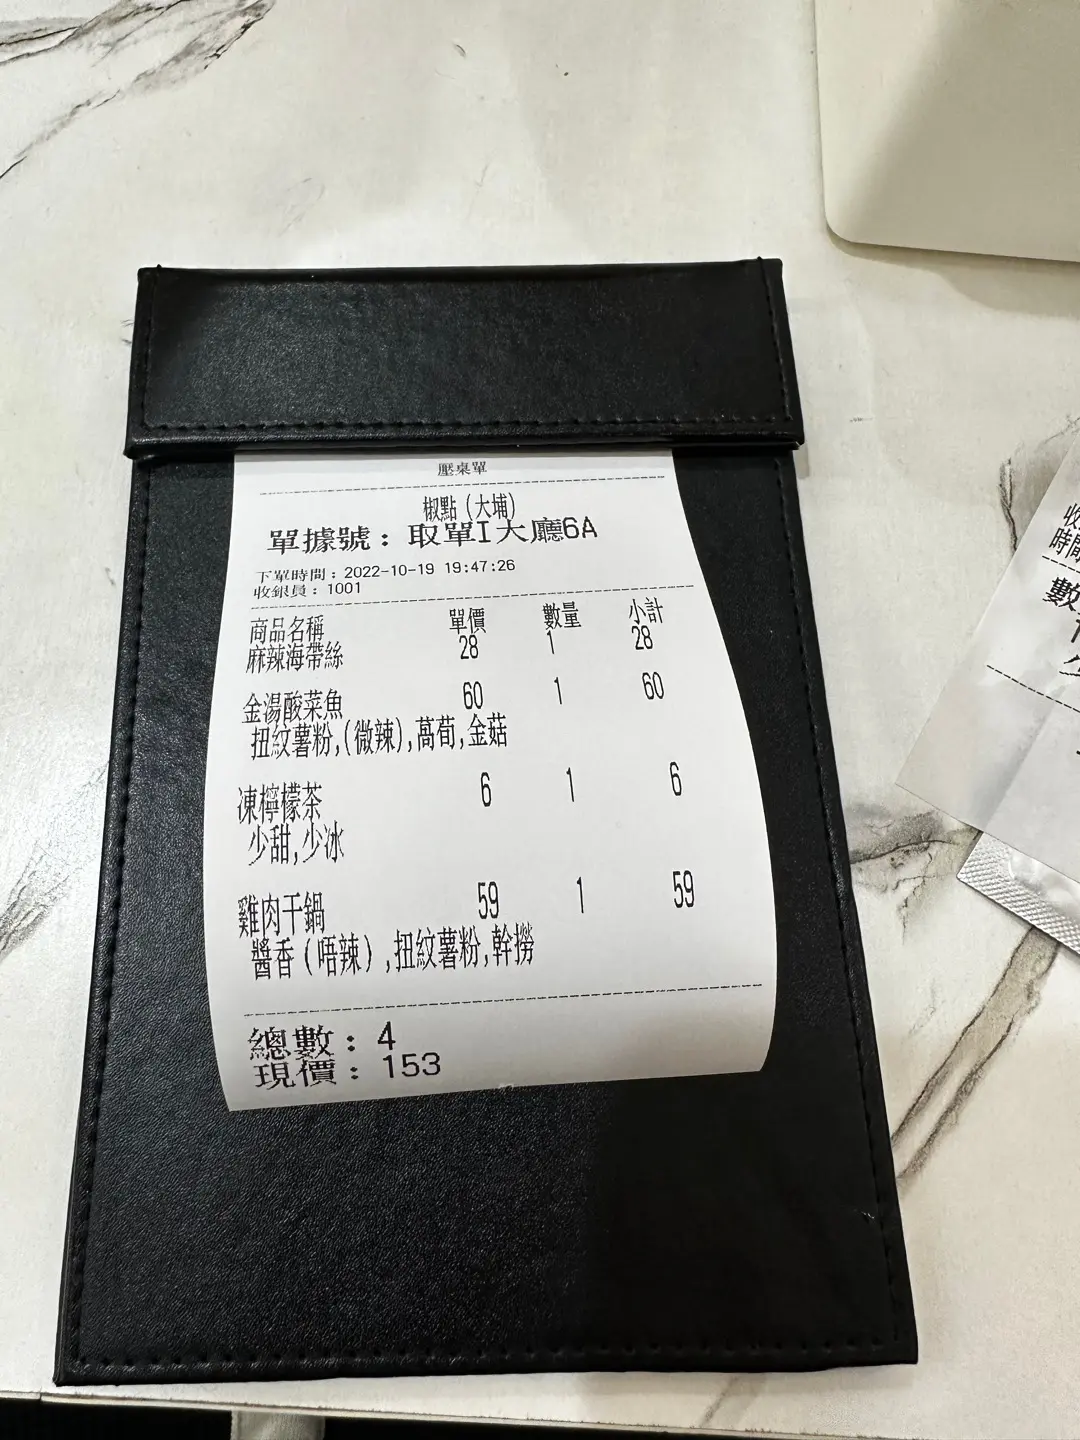 壓桌單
椒點（大埔）
單據號：取單I大廳6A
下單時間：2022-10-19 19:47:26
收銀員：1001
商品名稱 單價 數量 小計
麻辣海帶絲 28 1 28
金湯酸菜魚 60 1 60
扭紋薯粉,(微辣),萵荀,金菇
凍檸檬茶 6 1 6
少甜,少冰
雞肉干鍋 59 1 59
醬香（唔辣）,扭紋薯粉,幹撈
總數：4
現價：153
收
時間
數